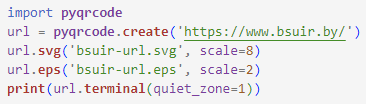 import pyqrcode
url = pyqrcode.create('https://www.bsuir.by/')
url.svg('bsuir-url.svg', scale=8)
url.eps('bsuir-url.eps', scale=2)
print(url.terminal(quiet_zone=1))